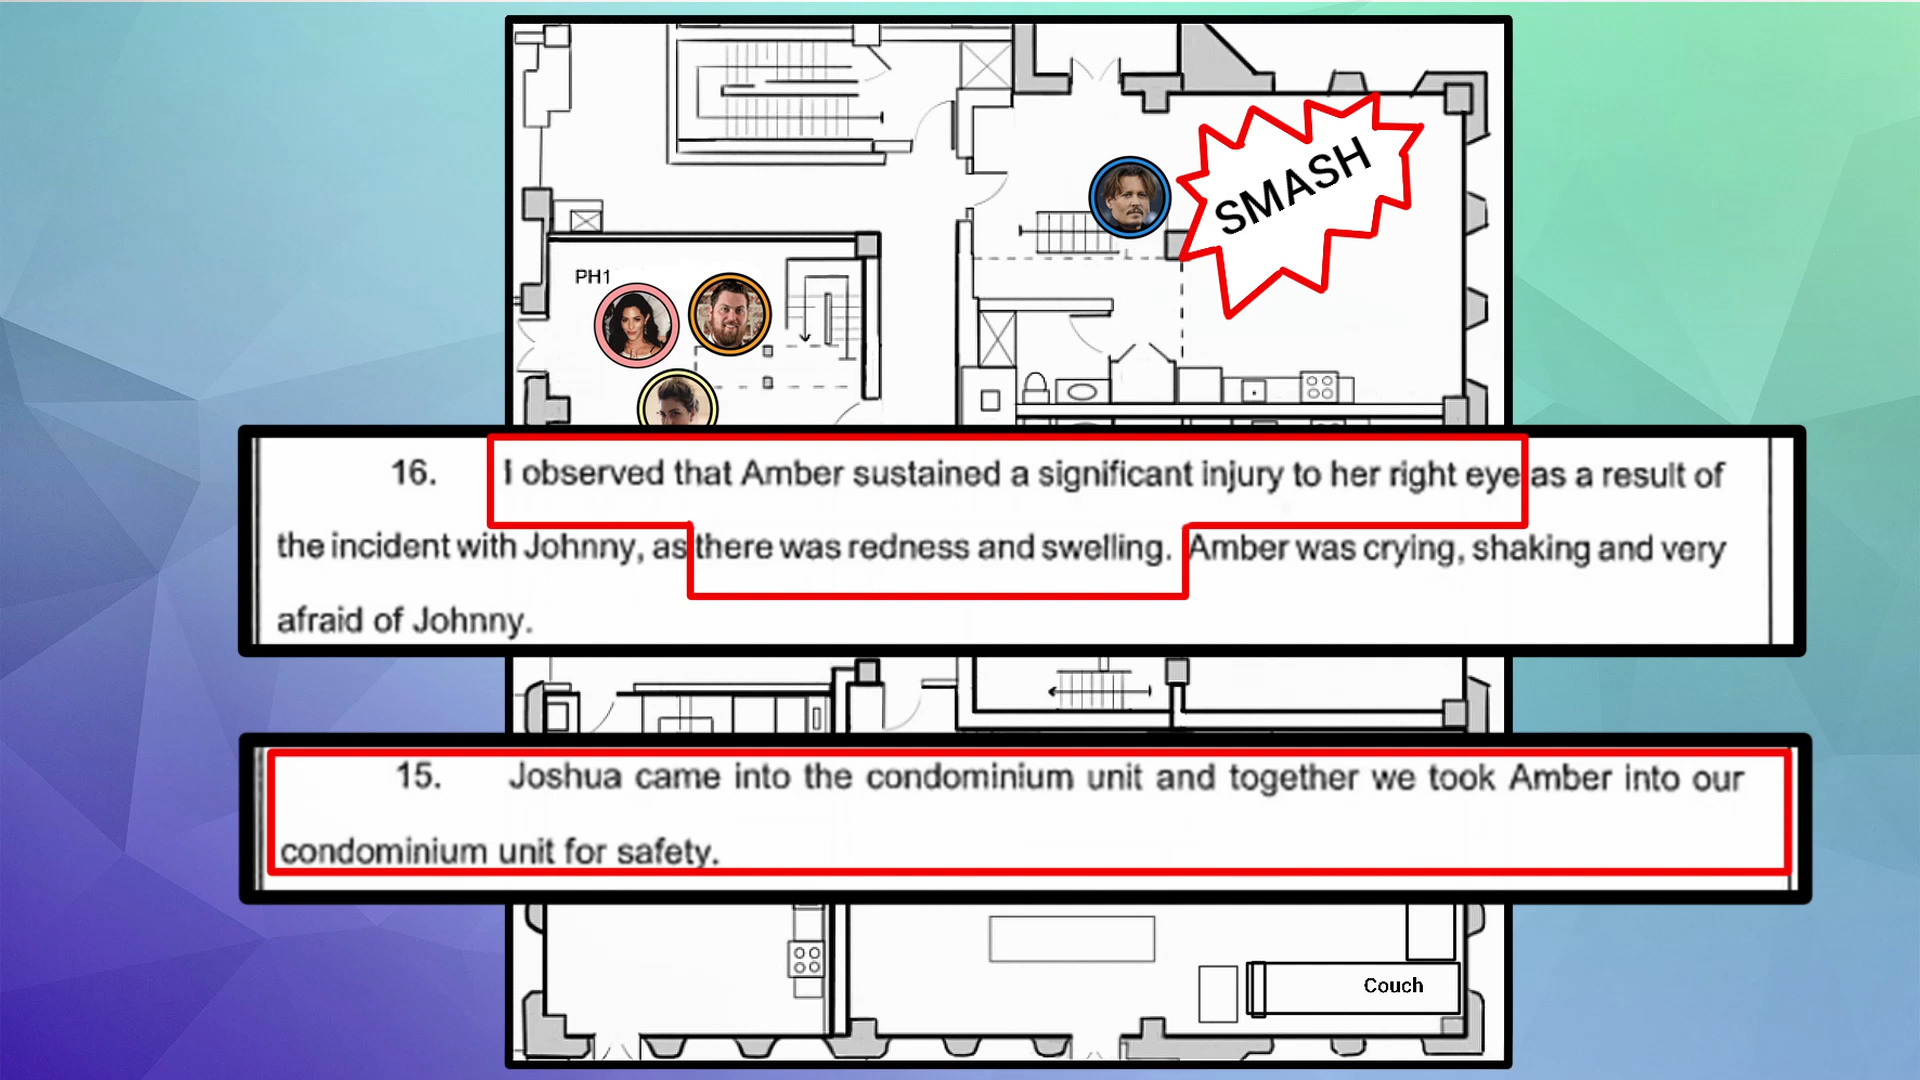 SMASH
PH1
16. I observed that Amber sustained a significant injury to her right eye as a result of
the incident with Johnny, as there was redness and swelling. Amber was crying, shaking and very
afraid of Johnny.
15. Joshua came into the condominium unit and together we took Amber into our
condominium unit for safety.
Couch